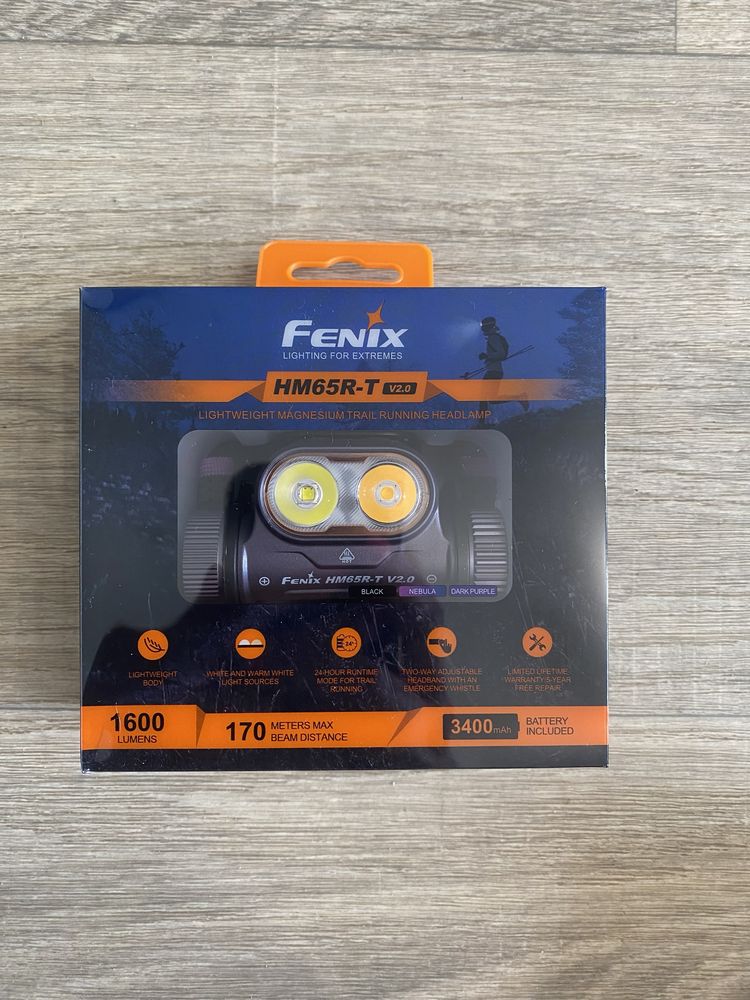 FENIX
LIGHTING FOR EXTREMES
HM65R-T V2.0
LIGHTWEIGHT MAGNESIUM TRAIL RUNNING HEADLAMP
HOT
FENIX HM65R-T V2.0
BLACK NEBULA DARK PURPLE
LIGHTWEIGHT
BODY
WHITE AND WARM WHITE
LIGHT SOURCES
24H
24-HOUR RUNTIME
MODE FOR TRAIL
RUNNING
TWO-WAY ADJUSTABLE
HEADBAND WITH AN
EMERGENCY WHISTLE
LIMITED LIFETIME
WARRANTY 5-YEAR
FREE REPAIR
1600
LUMENS
170 METERS MAX
BEAM DISTANCE
3400mAh BATTERY
INCLUDED